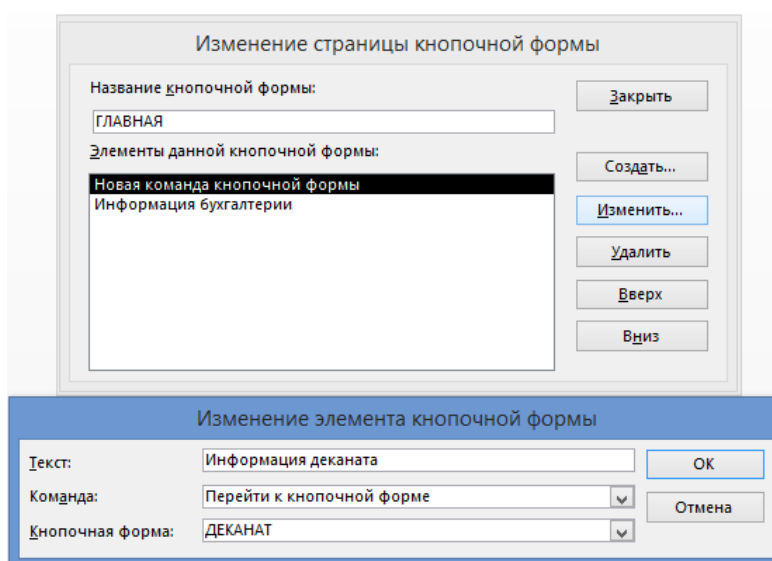 Изменение страницы кнопочной формы
Название кнопочной формы:
Закрыть
ГЛАВНАЯ
Элементы данной кнопочной формы:
Создать...
Новая команда кнопочной формы
Информация бухгалтерии
Изменить...
Удалить
Вверх
Вниз
Изменение элемента кнопочной формы
Текст:
Информация деканата
ОК
Команда:
Перейти к кнопочной форме
Отмена
Кнопочная форма:
ДЕКАНАТ